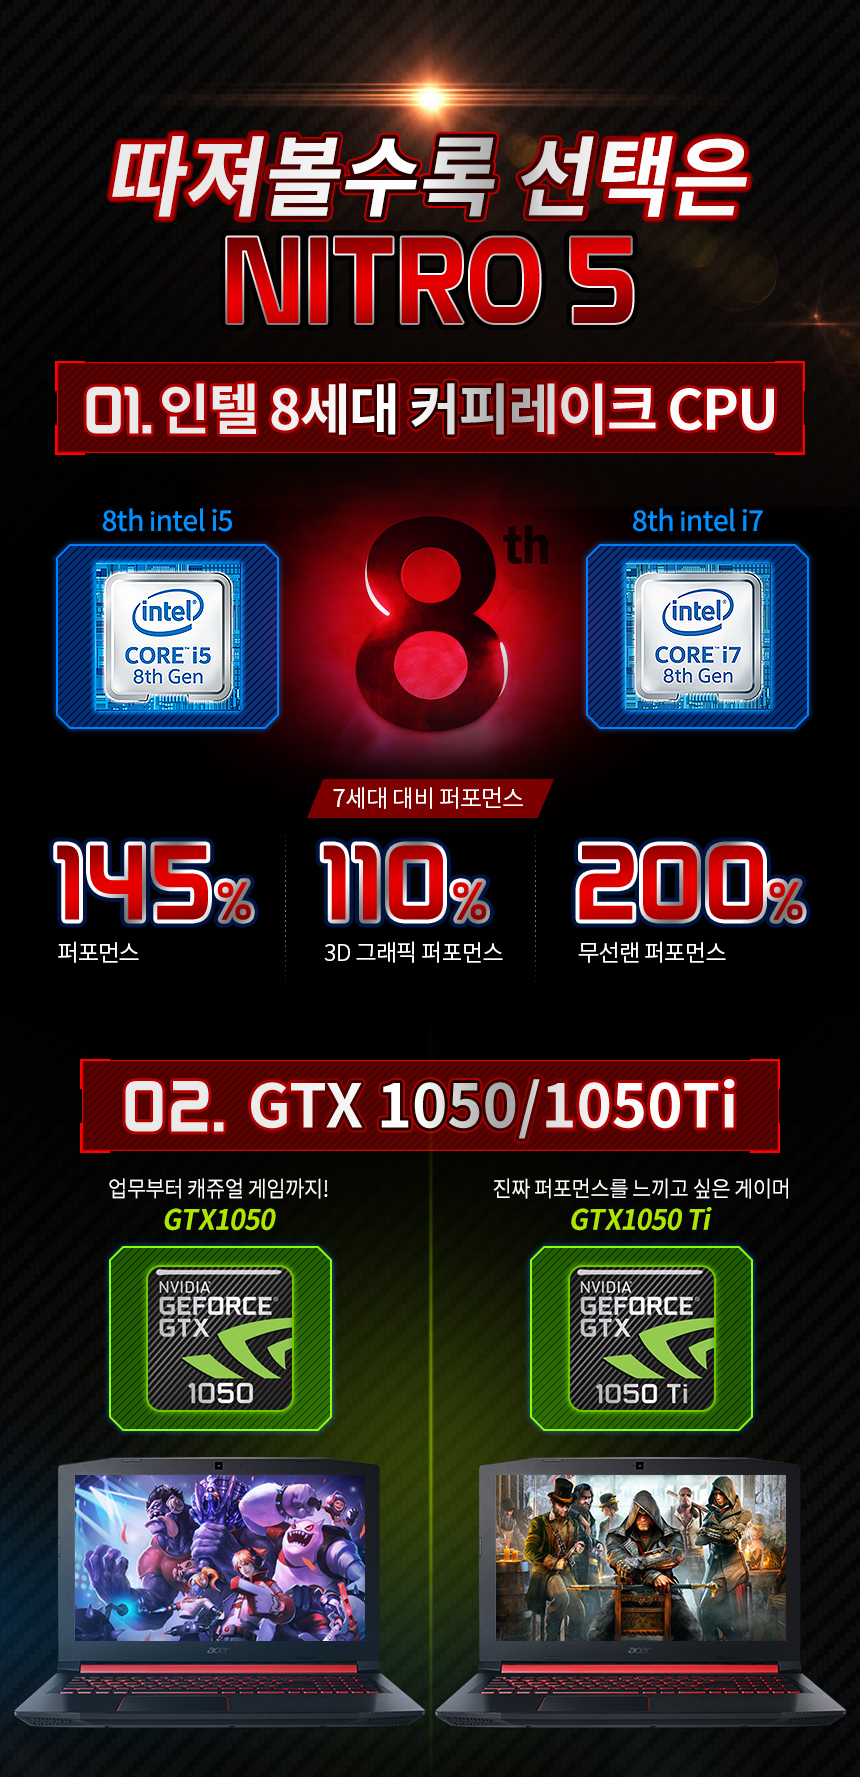 따져볼수록 선택은
NITRO 5
01. 인텔 8세대 커피레이크 CPU
8th intel i5
8th
8th intel i7
intel®
CORE™ i5
8th Gen
intel®
CORE™ i7
8th Gen
7세대 대비 퍼포먼스
145%
110%
200%
퍼포먼스
3D 그래픽 퍼포먼스
무선랜 퍼포먼스
02. GTX 1050/1050Ti
업무부터 캐쥬얼 게임까지!
GTX1050
진짜 퍼포먼스를 느끼고 싶은 게이머
GTX1050 Ti
NVIDIA
GEFORCE®
GTX
1050
NVIDIA
GEFORCE®
GTX
1050 Ti
acer
acer